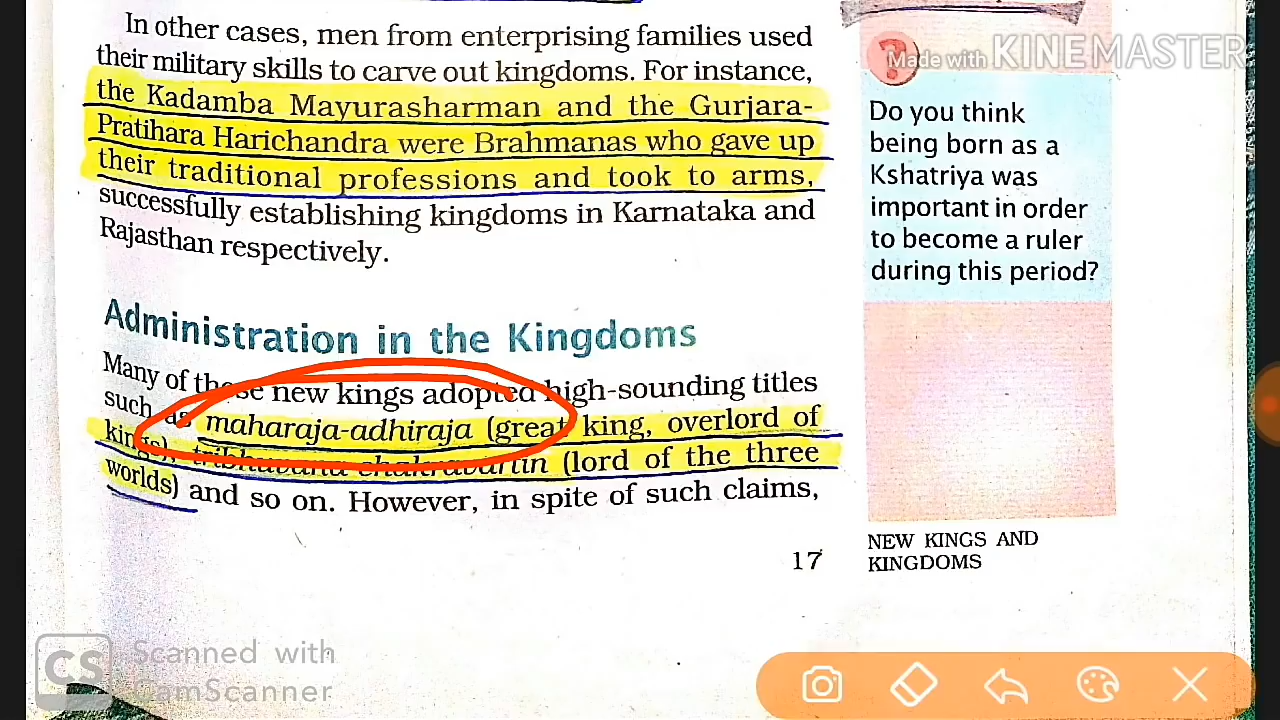 In other cases, men from enterprising families used
their military skills to carve out kingdoms. For instance,
the Kadamba Mayurasharman and the Gurjara-
Pratihara Harichandra were Brahmanas who gave up
their traditional professions and took to arms,
successfully establishing kingdoms in Karnataka and
Rajasthan respectively.
Administration in the Kingdoms
Many of these new kings adopted high-sounding titles
such as maharaja-adhiraja (great king, overlord of
kings), tribhuvana-chakravartin (lord of the three
worlds) and so on. However, in spite of such claims,
17
Made with KINEMASTER
?
Do you think
being born as a
Kshatriya was
important in order
to become a ruler
during this period?
NEW KINGS AND
KINGDOMS
CS
Scanned with
CamScanner